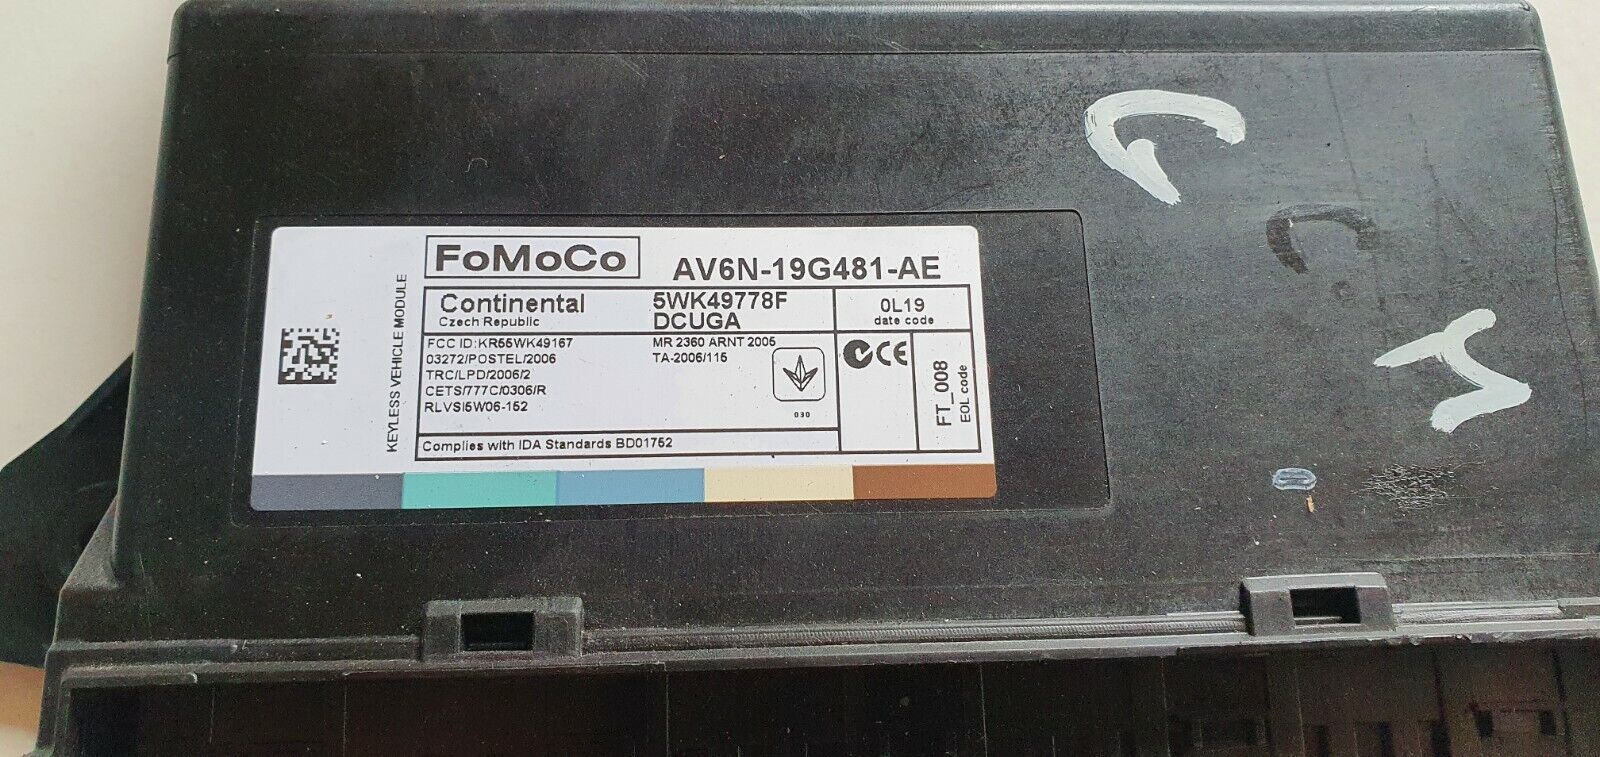 FoMoCo AV6N-19G481-AE
KEYLESS VEHICLE MODULE
Continental 5WK49778F
Czech Republic DCUGA
0L19
date code
FCC ID:KR55WK49167 MR 2360 ARNT 2005
03272/POSTEL/2006 TA-2006/115
TRC/LPD/2006/2
CETS/777C/0306/R
RLVSI5W06-152
030
CE
FT_008
EOL code
Complies with IDA Standards BD01752